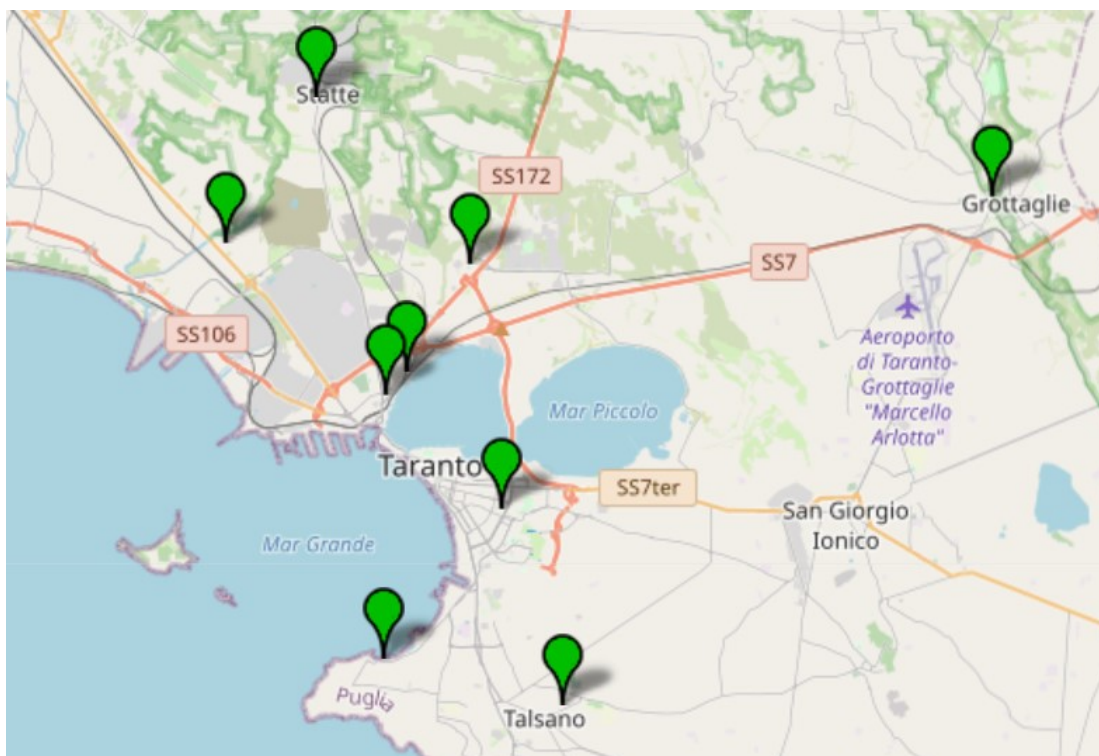 Statte
SS172
Grottaglie
SS7
SS106
Aeroporto
di Taranto-
Grottaglie
"Marcello
Arlotta"
Mar Piccolo
Taranto
SS7ter
San Giorgio
Ionico
Mar Grande
Puglia
Talsano